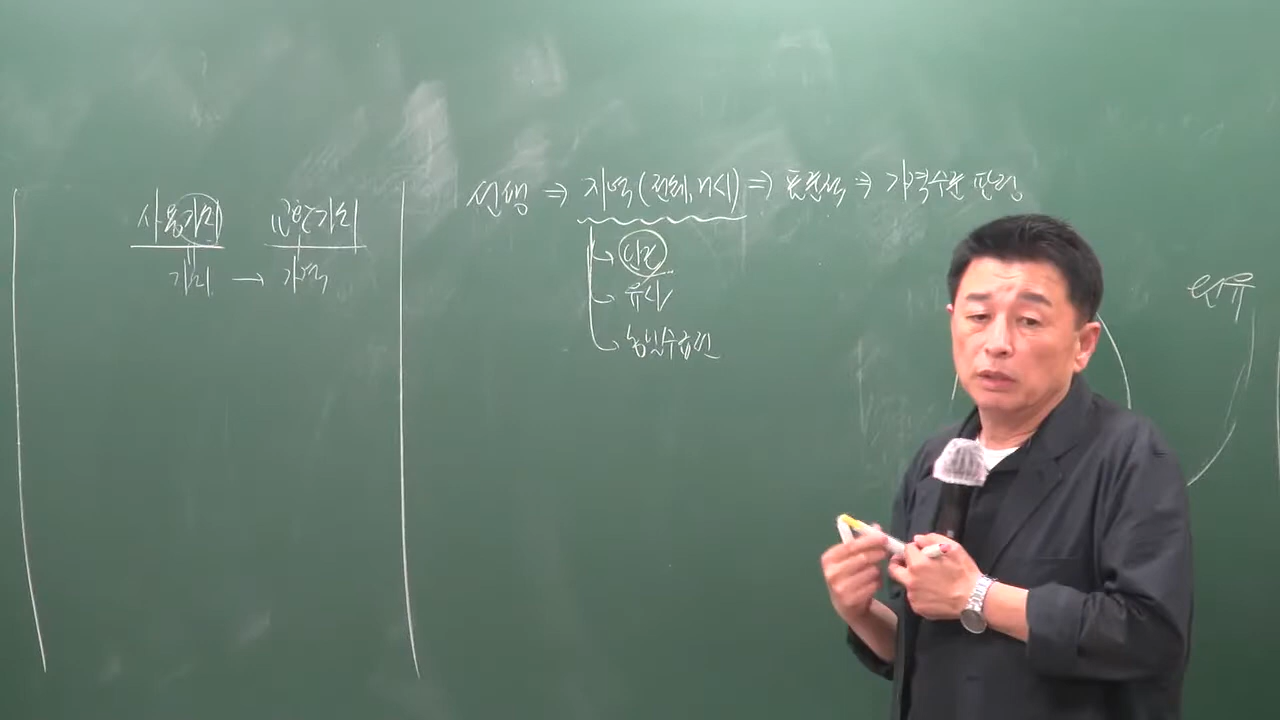 사용가치 교환가치
가치 → 가격
선행 ⇒ 지역(전체, 거시) ⇒ 표준적 ⇒ 가격수준 판정
인근
유사
동일수급권